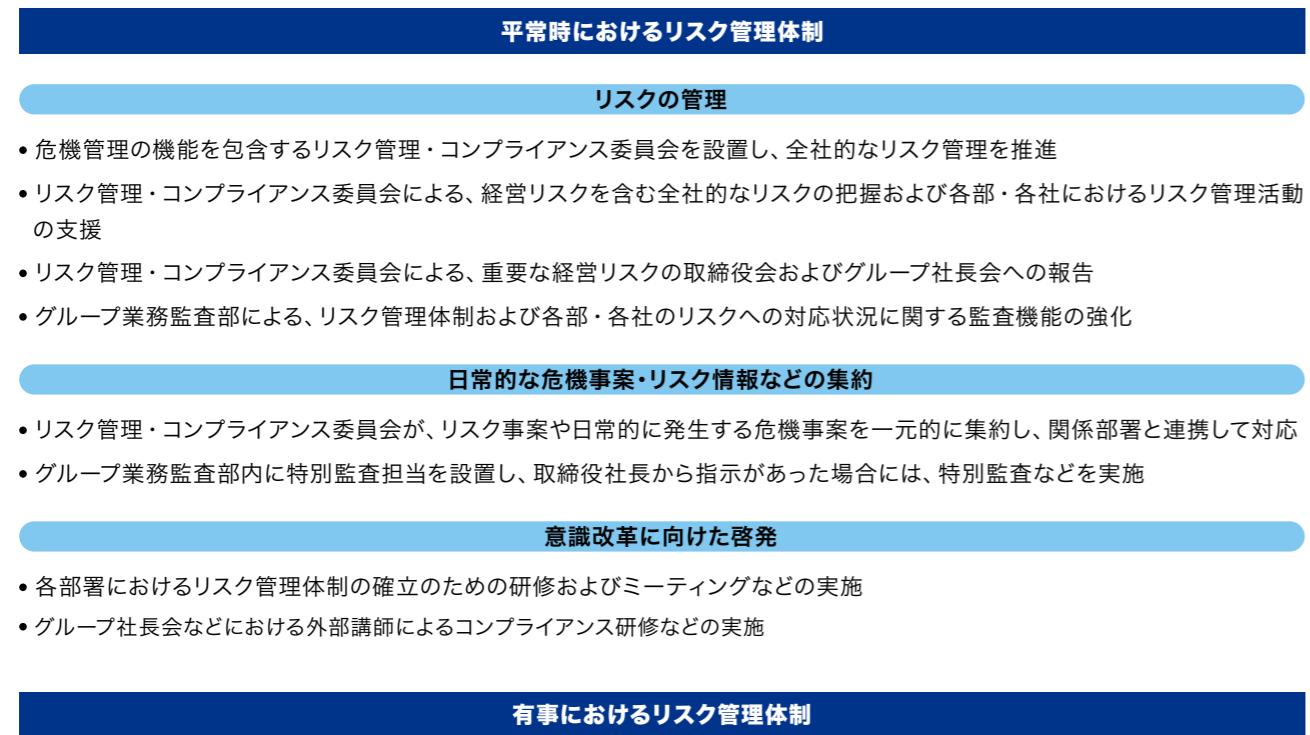 平常時におけるリスク管理体制
リスクの管理
• 危機管理の機能を包含するリスク管理・コンプライアンス委員会を設置し、全社的なリスク管理を推進
• リスク管理・コンプライアンス委員会による、経営リスクを含む全社的なリスクの把握および各部・各社におけるリスク管理活動
の支援
• リスク管理・コンプライアンス委員会による、重要な経営リスクの取締役会およびグループ社長会への報告
• グループ業務監査部による、リスク管理体制および各部・各社のリスクへの対応状況に関する監査機能の強化
日常的な危機事案・リスク情報などの集約
• リスク管理・コンプライアンス委員会が、リスク事案や日常的に発生する危機事案を一元的に集約し、関係部署と連携して対応
• グループ業務監査部内に特別監査担当を設置し、取締役社長から指示があった場合には、特別監査などを実施
意識改革に向けた啓発
• 各部署におけるリスク管理体制の確立のための研修およびミーティングなどの実施
• グループ社長会などにおける外部講師によるコンプライアンス研修などの実施
有事におけるリスク管理体制